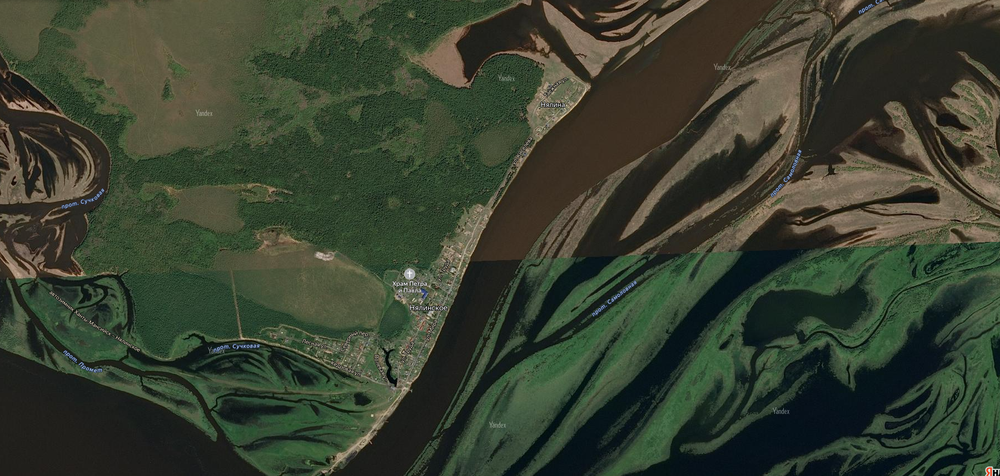 прот. Са
Yandex
Yandex
Таёжная ул.
Нялина
Yandex
ул. Киселёва
прот. Самоловная
прот. Сучковая
ул. Труда
Храм Петра
и Павла
прот. Самоловная
Нялинское
автозимник Ханты-Мансийск – Нялинское
ул. Мира
Северный пер.
Лесная ул.
прот. Сучковая
Yandex
ул. Труда
прот. Промет
Полевая ул.
Кедровая ул.
Yandex
Yandex
Ян